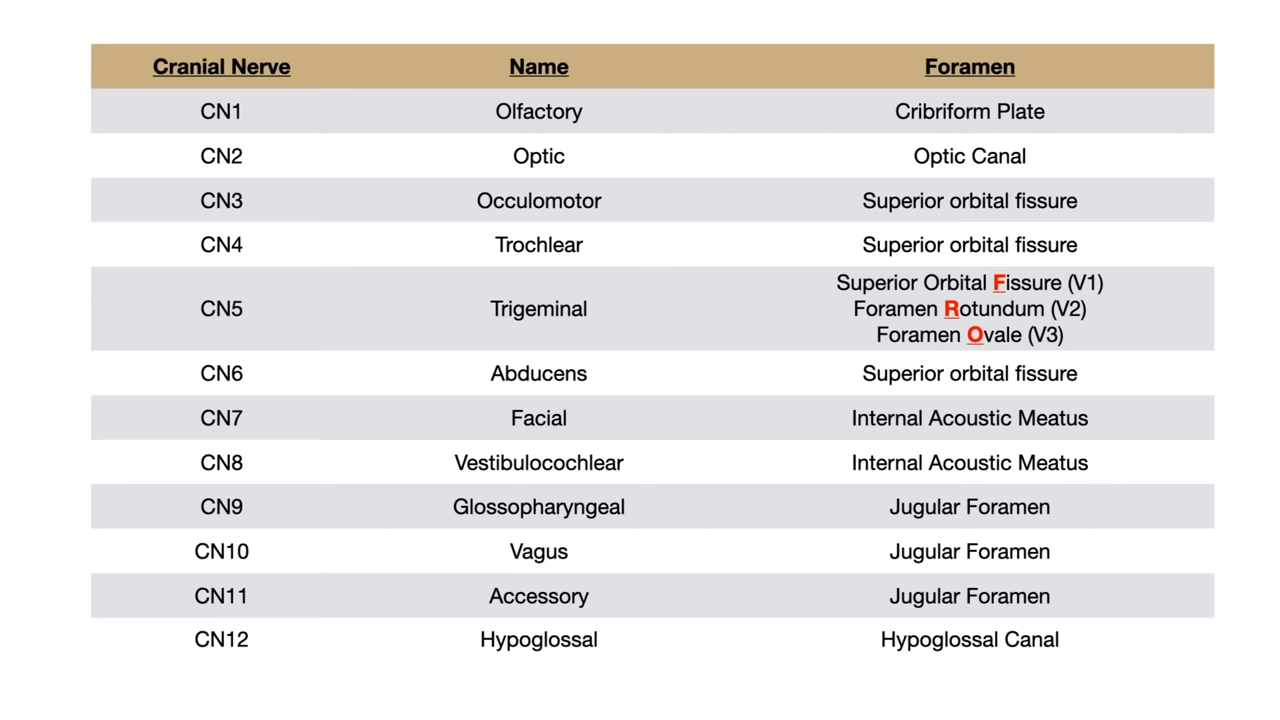 Cranial Nerve Name Foramen
CN1 Olfactory Cribriform Plate
CN2 Optic Optic Canal
CN3 Occulomotor Superior orbital fissure
CN4 Trochlear Superior orbital fissure
Superior Orbital Fissure (V1)
CN5 Trigeminal Foramen Rotundum (V2)
Foramen Ovale (V3)
CN6 Abducens Superior orbital fissure
CN7 Facial Internal Acoustic Meatus
CN8 Vestibulocochlear Internal Acoustic Meatus
CN9 Glossopharyngeal Jugular Foramen
CN10 Vagus Jugular Foramen
CN11 Accessory Jugular Foramen
CN12 Hypoglossal Hypoglossal Canal